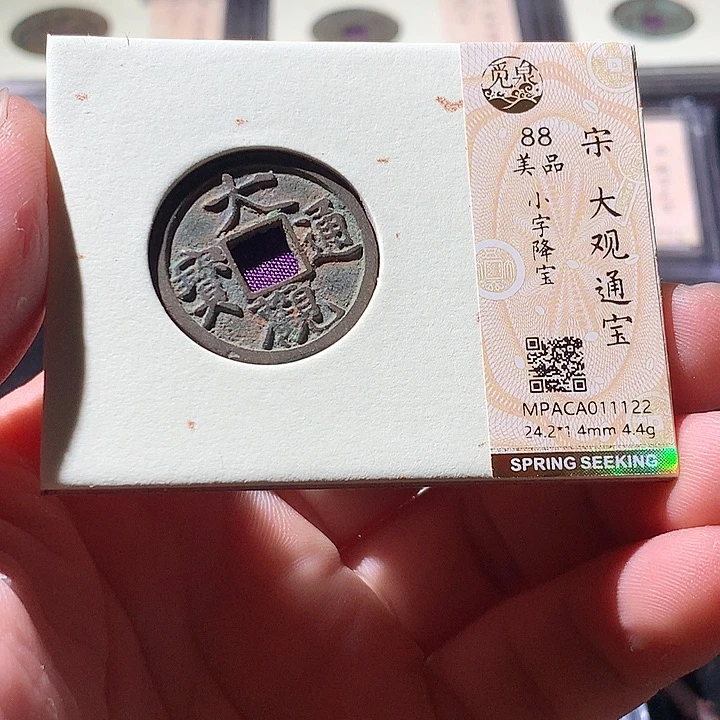 大觀通寶
觅泉
88
美品
小字降宝
宋 大观通宝
MPACA011122
24.2*1.4mm 4.4g
SPRING SEEKING